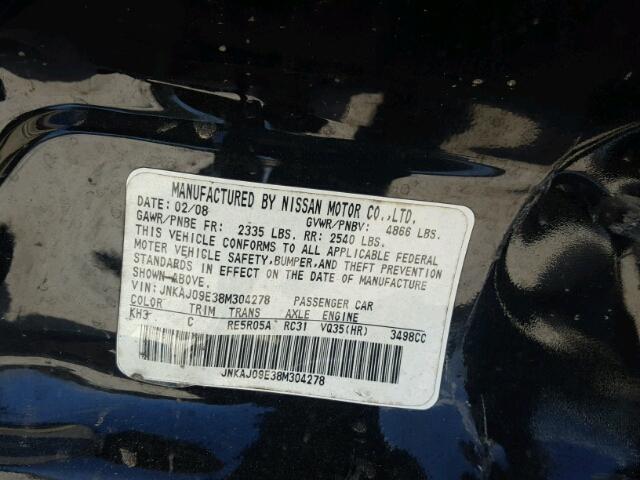 MANUFACTURED BY NISSAN MOTOR CO.,LTD.
DATE: 02/08 GVWR/PNBV: 4866 LBS.
GAWR/PNBE FR: 2335 LBS. RR: 2540 LBS.
THIS VEHICLE CONFORMS TO ALL APPLICABLE FEDERAL
MOTOR VEHICLE SAFETY,BUMPER,AND THEFT PREVENTION
STANDARDS IN EFFECT ON THE DATE OF MANUFACTURE
SHOWN ABOVE.
VIN: JNKAJ09E38M304278 PASSENGER CAR
COLOR TRIM TRANS AXLE ENGINE
KH3 C RE5R05A RC31 VQ35(HR) 3498CC
JNKAJ09E38M304278